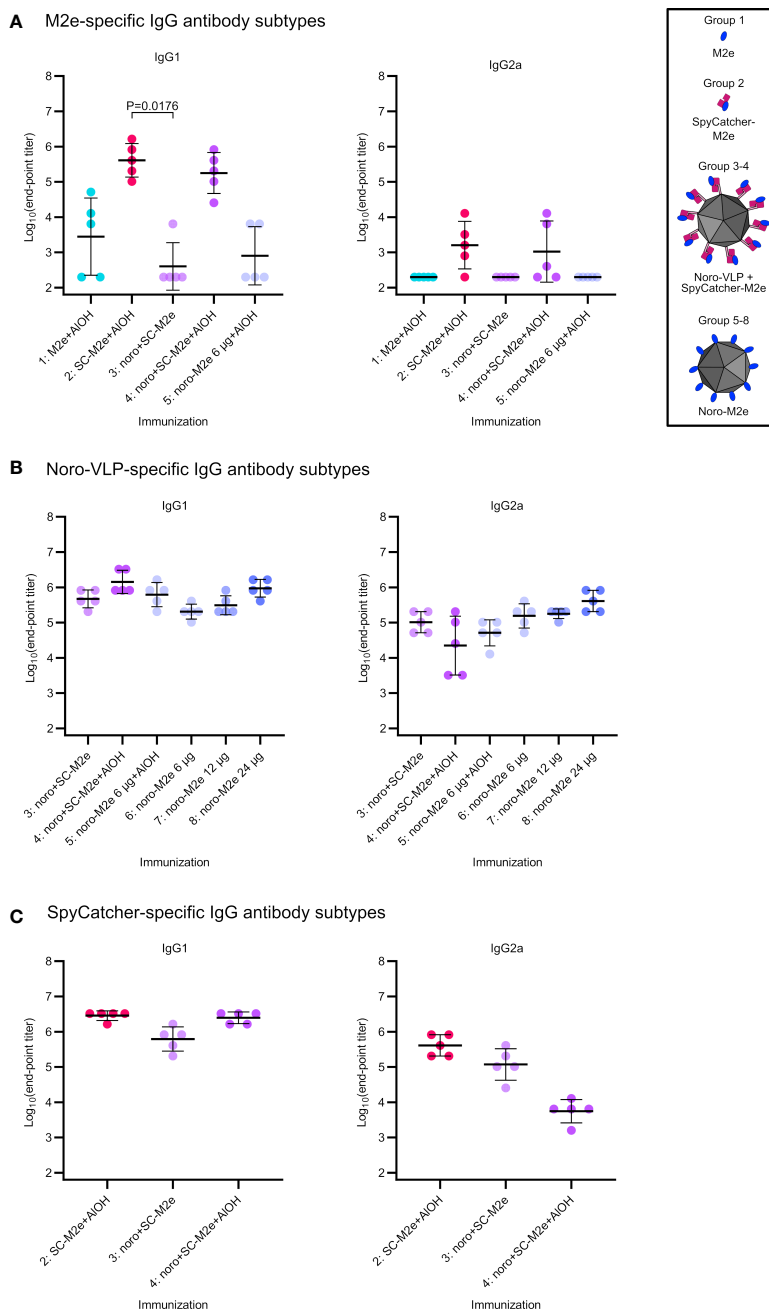 A M2e-specific IgG antibody subtypes
IgG1
8
7
6
5
4
3
2
Log10(end-point titer)
P=0.0176
1: M2e+AlOH
2: SC-M2e+AlOH
3: noro+SC-M2e
4: noro+SC-M2e+AlOH
5: noro-M2e 6 µg+AlOH
Immunization
IgG2a
8
7
6
5
4
3
2
Log10(end-point titer)
1: M2e+AlOH
2: SC-M2e+AlOH
3: noro+SC-M2e
4: noro+SC-M2e+AlOH
5: noro-M2e 6 µg+AlOH
Immunization
Group 1
M2e
Group 2
SpyCatcher-
M2e
Group 3-4
Noro-VLP +
SpyCatcher-M2e
Group 5-8
Noro-M2e
B Noro-VLP-specific IgG antibody subtypes
IgG1
8
7
6
5
4
3
2
Log10(end-point titer)
3: noro+SC-M2e
4: noro+SC-M2e+AlOH
5: noro-M2e 6 µg+AlOH
6: noro-M2e 6 µg
7: noro-M2e 12 µg
8: noro-M2e 24 µg
Immunization
IgG2a
8
7
6
5
4
3
2
Log10(end-point titer)
3: noro+SC-M2e
4: noro+SC-M2e+AlOH
5: noro-M2e 6 µg+AlOH
6: noro-M2e 6 µg
7: noro-M2e 12 µg
8: noro-M2e 24 µg
Immunization
C SpyCatcher-specific IgG antibody subtypes
IgG1
8
7
6
5
4
3
2
Log10(end-point titer)
2: SC-M2e+AlOH
3: noro+SC-M2e
4: noro+SC-M2e+AlOH
Immunization
IgG2a
8
7
6
5
4
3
2
Log10(end-point titer)
2: SC-M2e+AlOH
3: noro+SC-M2e
4: noro+SC-M2e+AlOH
Immunization